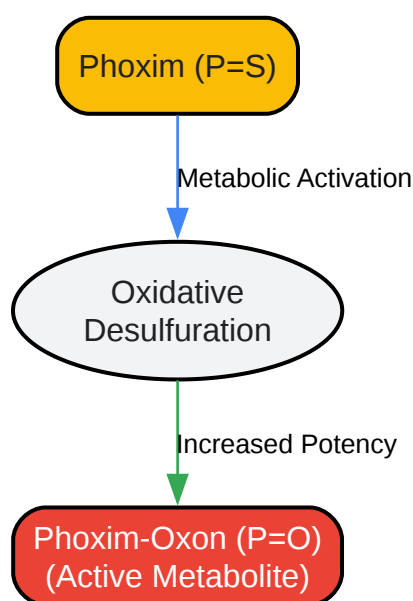 Phoxim (P=S)
Metabolic Activation
Oxidative
Desulfuration
Increased Potency
Phoxim-Oxon (P=O)
(Active Metabolite)